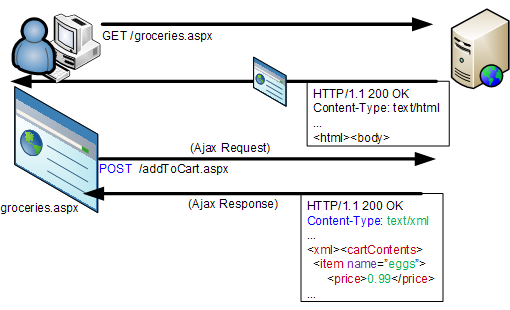 GET /groceries.aspx
HTTP/1.1 200 OK
Content-Type: text/html
...
<html><body>
(Ajax Request)
POST /addToCart.aspx
groceries.aspx
(Ajax Response)
HTTP/1.1 200 OK
Content-Type: text/xml
...
<xml><cartContents>
<item name="eggs">
<price>0.99</price>
...